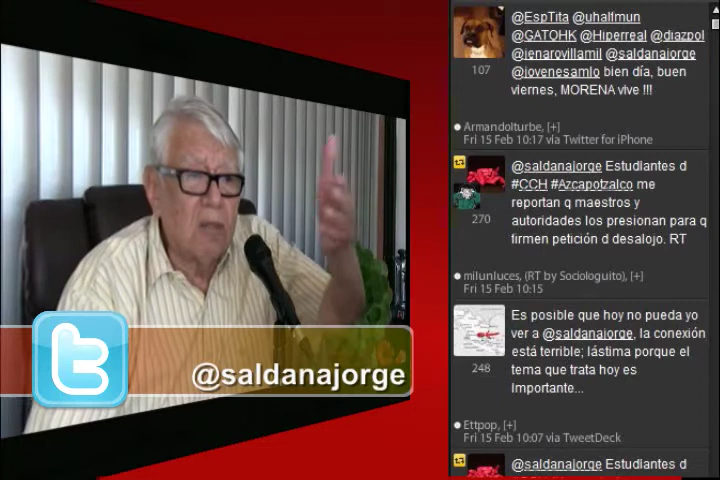 @EspTita @uhalfmun
@GATOHK @Hiperreal @diazpol
@jenarovillamil @saldanajorge
@jovenesamlo bien día, buen
viernes, MORENA vive !!!
107
ArmandoIturbe, [+]
Fri 15 Feb 10:17 via Twitter for iPhone
@saldanajorge Estudiantes d
#CCH #Azcapotzalco me
reportan q maestros y
autoridades los presionan para q
firmen petición d desalojo. RT
270
milunluces, (RT by Sociologuito), [+]
Fri 15 Feb 10:15
Es posible que hoy no pueda yo
ver a @saldanajorge, la conexión
está terrible; lástima porque el
tema que trata hoy es
importante...
248
Ettpop, [+]
Fri 15 Feb 10:07 via TweetDeck
@saldanajorge Estudiantes d
@saldanajorge